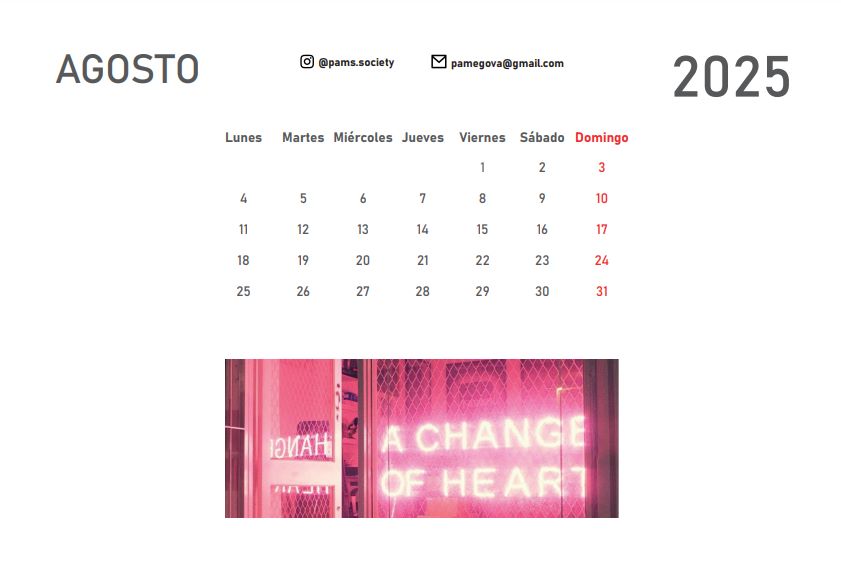 AGOSTO @pams.society pamegova@gmail.com 2025
Lunes Martes Miércoles Jueves Viernes Sábado Domingo
1 2 3
4 5 6 7 8 9 10
11 12 13 14 15 16 17
18 19 20 21 22 23 24
25 26 27 28 29 30 31
A CHANGE
OF HEART